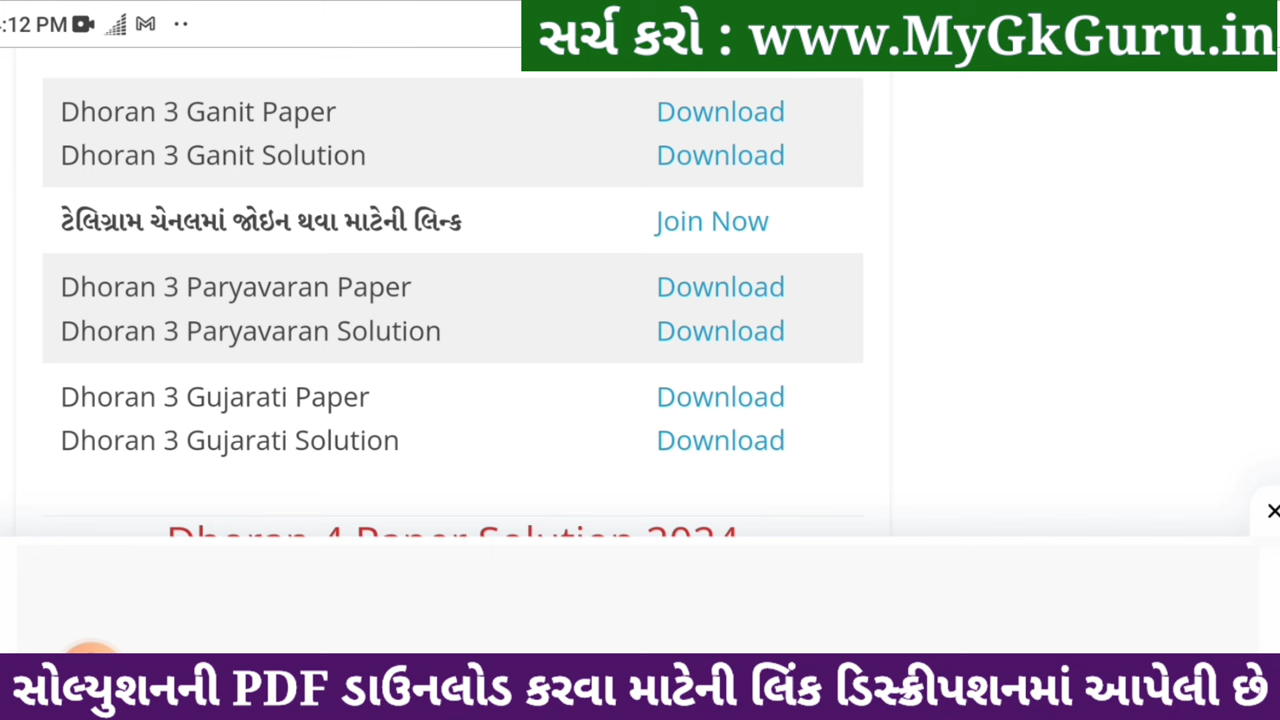 :12 PM
સર્ચ કરો : www.MyGkGuru.in
Dhoran 3 Ganit Paper Download
Dhoran 3 Ganit Solution Download
ટેલિગ્રામ ચેનલમાં જોઇન થવા માટેની લિન્ક Join Now
Dhoran 3 Paryavaran Paper Download
Dhoran 3 Paryavaran Solution Download
Dhoran 3 Gujarati Paper Download
Dhoran 3 Gujarati Solution Download
Dhoran 4 Paper Solution 2024
સોલ્યુશનની PDF ડાઉનલોડ કરવા માટેની લિંક ડિસ્ક્રીપશનમાં આપેલી છે